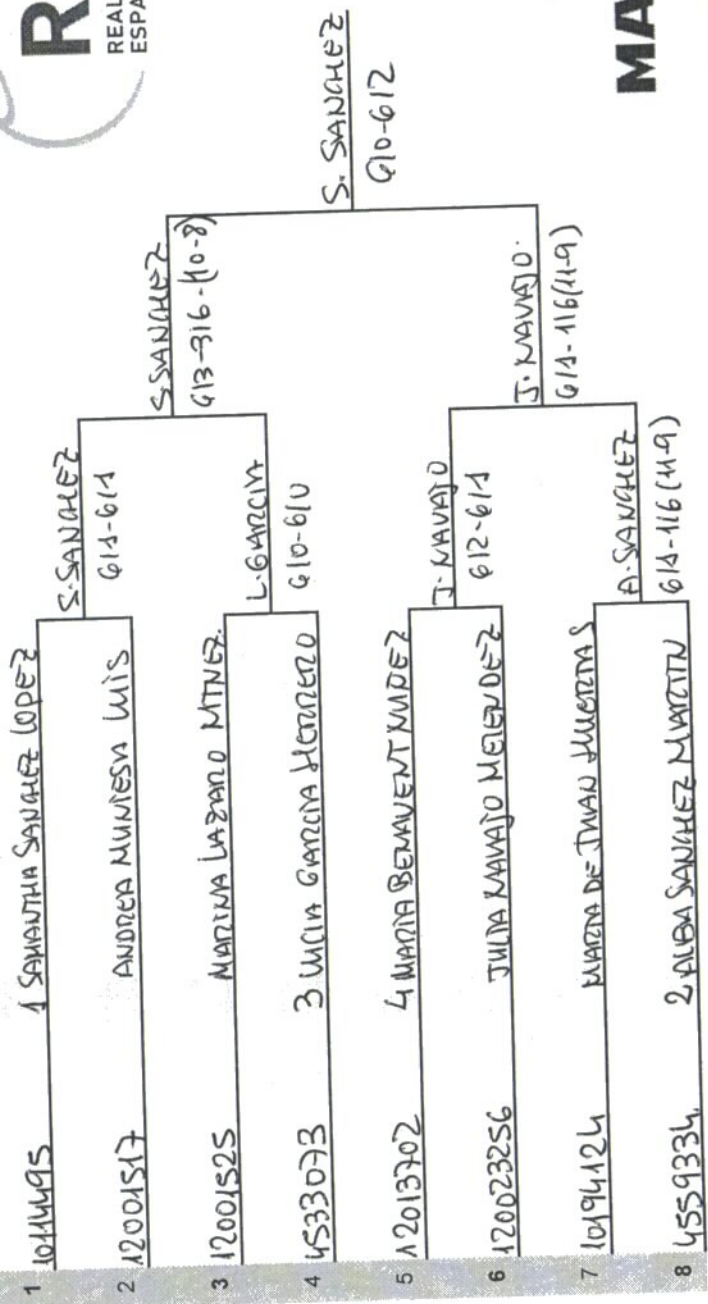 R
REAL
ESPA
MA
1 10114495 1 SAMANTHA SANCHEZ LOPEZ
2 12001517 ANDREA MUNIESA LUIS
3 12001525 MARINA LAZARO MTNEZ.
4 4533073 3 LUCIA GARCIA HERRERO
5 12013702 4 MARIA BENAVENT NUÑEZ
6 120023256 JULIA NAVAJO MELENDEZ
7 10194124 MARTA DE JUAN HUERTAS
8 4559334 2 ALBA SANCHEZ MARTIN
S. SANCHEZ
6/1-6/1
L. GARCIA
6/0-6/0
J. NAVAJO
6/2-6/1
A. SANCHEZ
6/1-1/6 (11-9)
S. SANCHEZ
6/3-3/6-(10-8)
J. NAVAJO.
6/1-1/6(11-9)
S. SANCHEZ
6/0-6/2